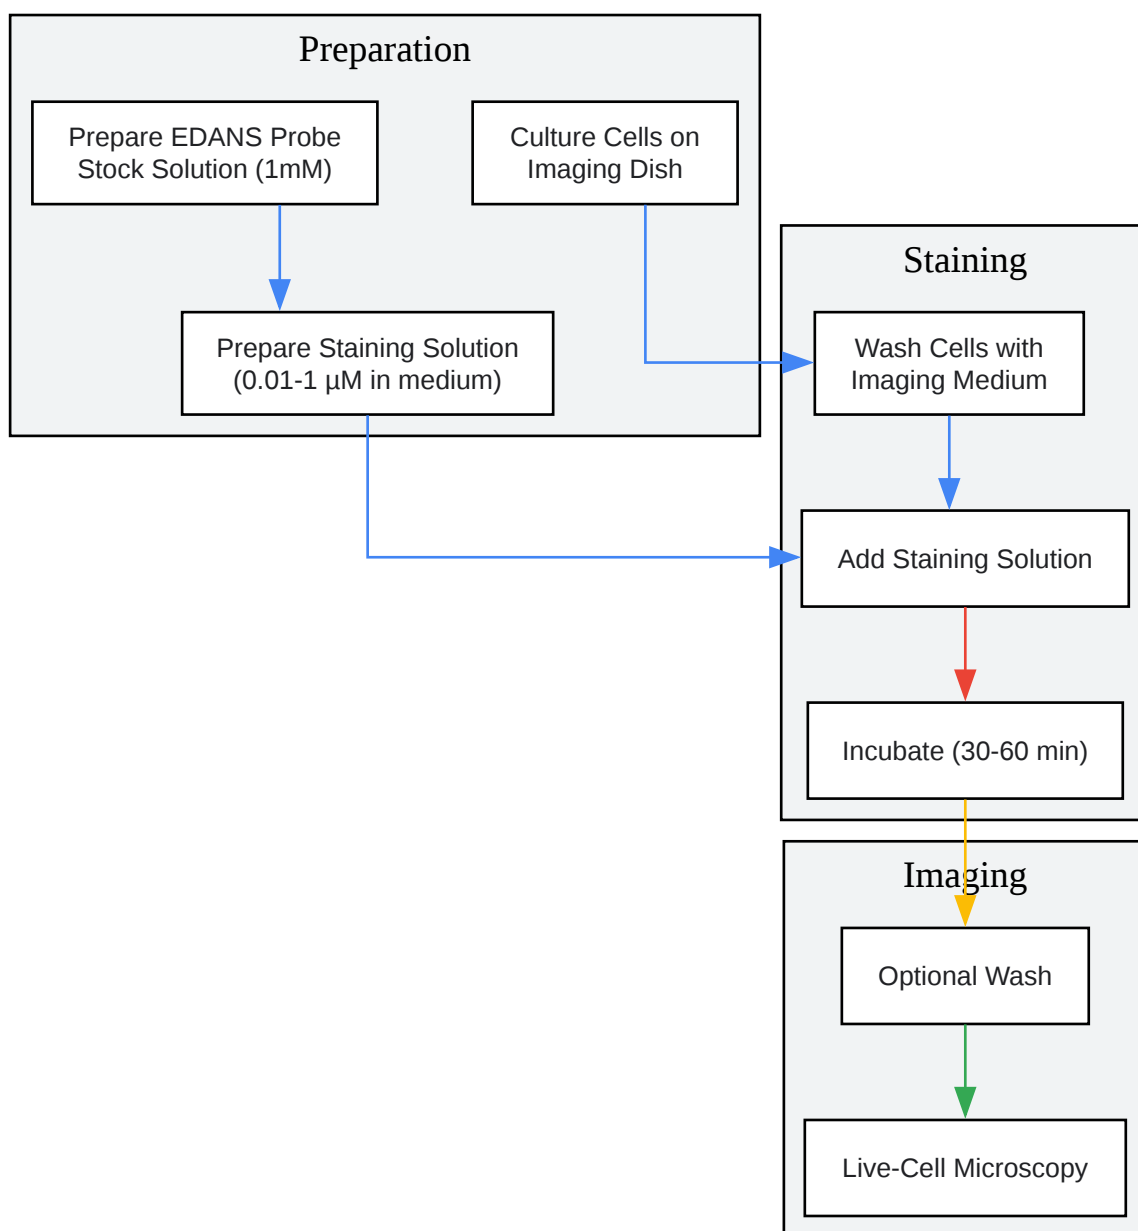 Preparation
Prepare EDANS Probe
Stock Solution (1mM)
Culture Cells on
Imaging Dish
Prepare Staining Solution
(0.01-1 µM in medium)
Staining
Wash Cells with
Imaging Medium
Add Staining Solution
Incubate (30-60 min)
Imaging
Optional Wash
Live-Cell Microscopy